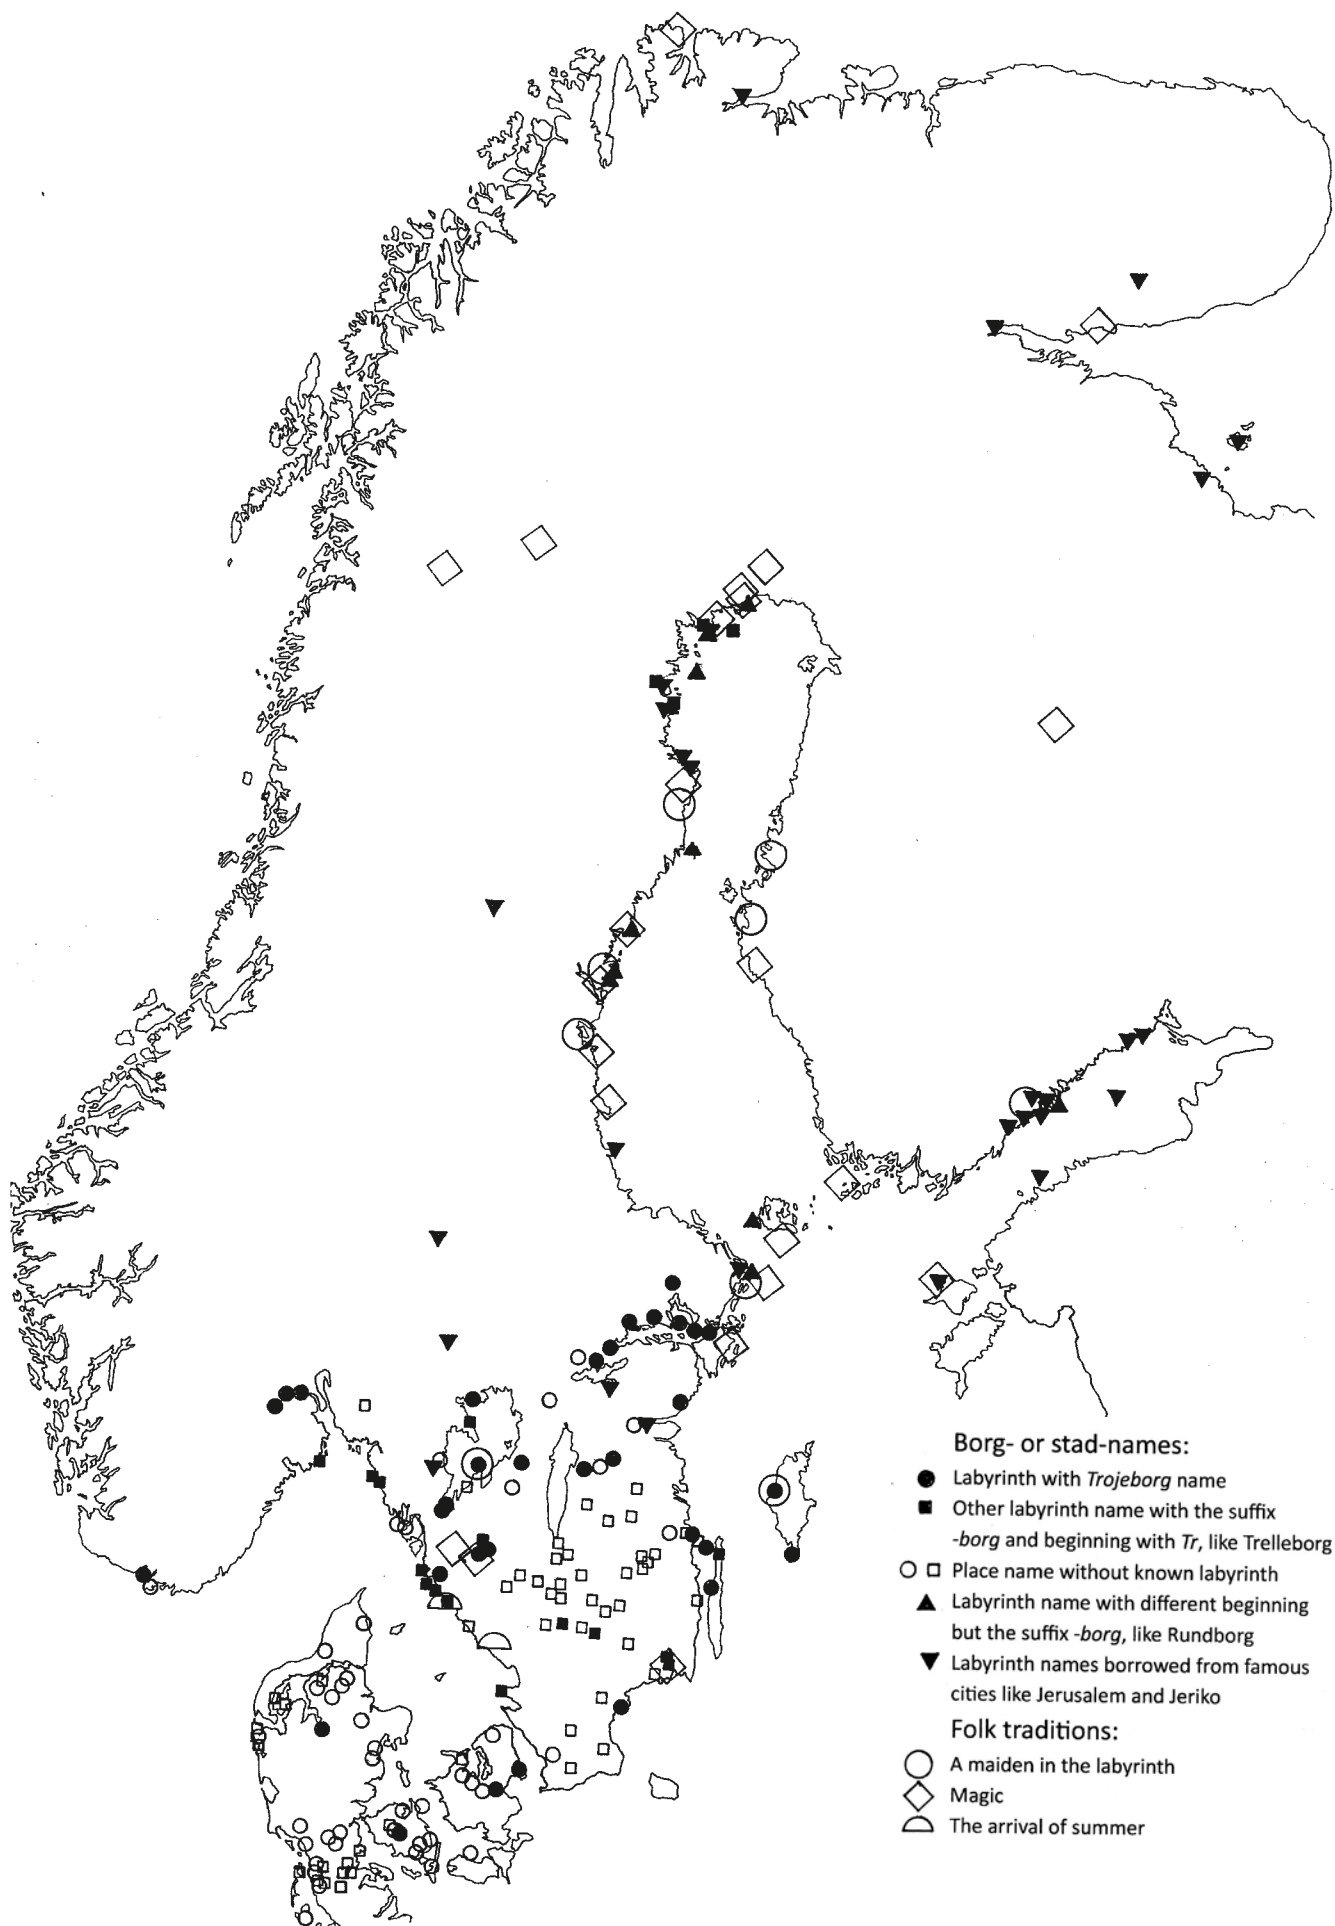 Borg- or stad-names:
Labyrinth with Trojeborg name
Other labyrinth name with the suffix
-borg and beginning with Tr, like Trelleborg
Place name without known labyrinth
Labyrinth name with different beginning
but the suffix -borg, like Rundborg
Labyrinth names borrowed from famous
cities like Jerusalem and Jeriko
Folk traditions:
A maiden in the labyrinth
Magic
The arrival of summer